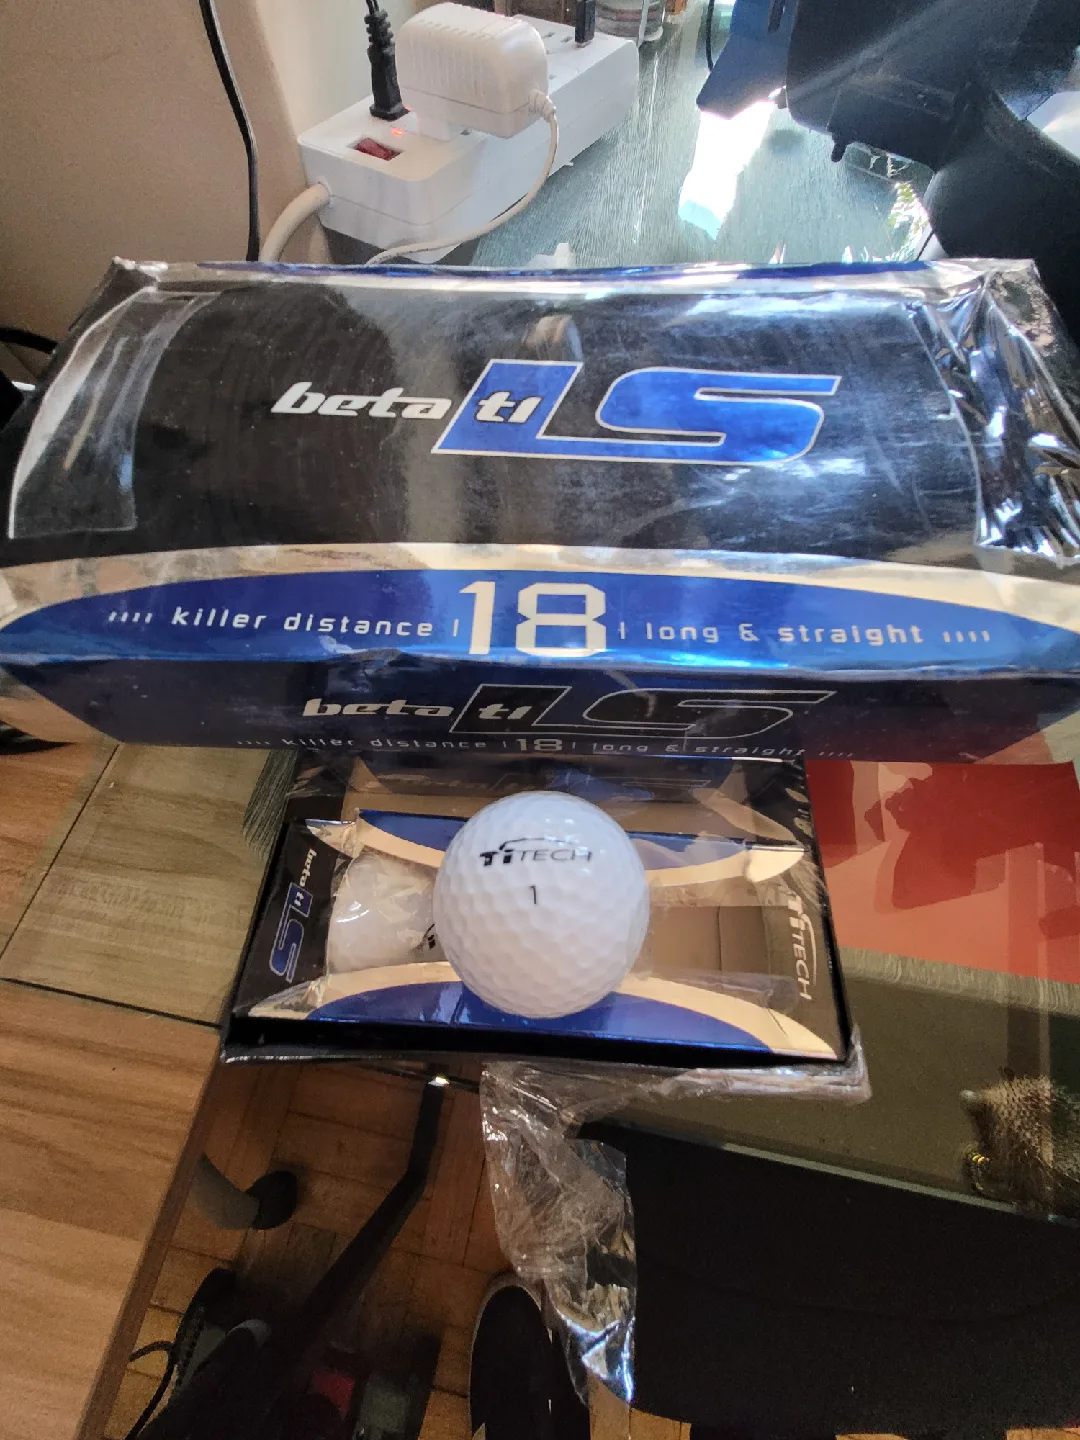 beta ti LS
killer distance | 18 | long & straight
beta ti LS
killer distance | 18 | long & straight
TiTECH
1
beta ti LS
TiTECH